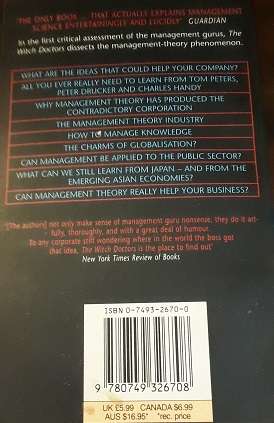 'THE ONLY BOOK ... THAT ACTUALLY EXPLAINS MANAGEMENT
SCIENCE ENTERTAININGLY AND LUCIDLY' GUARDIAN
In the first critical assessment of the management gurus, The
Witch Doctors dissects the management-theory phenomenon.
WHAT ARE THE IDEAS THAT COULD HELP YOUR COMPANY?
ALL YOU EVER REALLY NEED TO LEARN FROM TOM PETERS,
PETER DRUCKER AND CHARLES HANDY
WHY MANAGEMENT THEORY HAS PRODUCED THE
CONTRADICTORY CORPORATION
THE MANAGEMENT THEORY INDUSTRY
HOW TO MANAGE KNOWLEDGE
THE CHARMS OF GLOBALISATION?
CAN MANAGEMENT BE APPLIED TO THE PUBLIC SECTOR?
WHAT CAN WE STILL LEARN FROM JAPAN – AND FROM THE
EMERGING ASIAN ECONOMIES?
CAN MANAGEMENT THEORY REALLY HELP YOUR BUSINESS?
'[The authors] not only make sense of management guru nonsense, they do it art-
fully, thoroughly, and with a great deal of humour.
To any corporate still wondering where in the world the boss got
that idea, The Witch Doctors is the place to find out'
New York Times Review of Books
ISBN 0-7493-2670-0
9 780749 326708
UK £5.99 CANADA $6.99
AUS $16.95* *rec. price